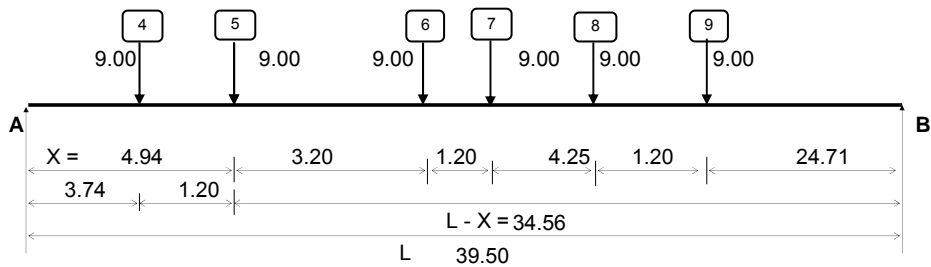 4 5 6 7 8 9
9.00 9.00 9.00 9.00 9.00 9.00
A B
X = 4.94 3.20 1.20 4.25 1.20 24.71
3.74 1.20
L - X = 34.56
L 39.50